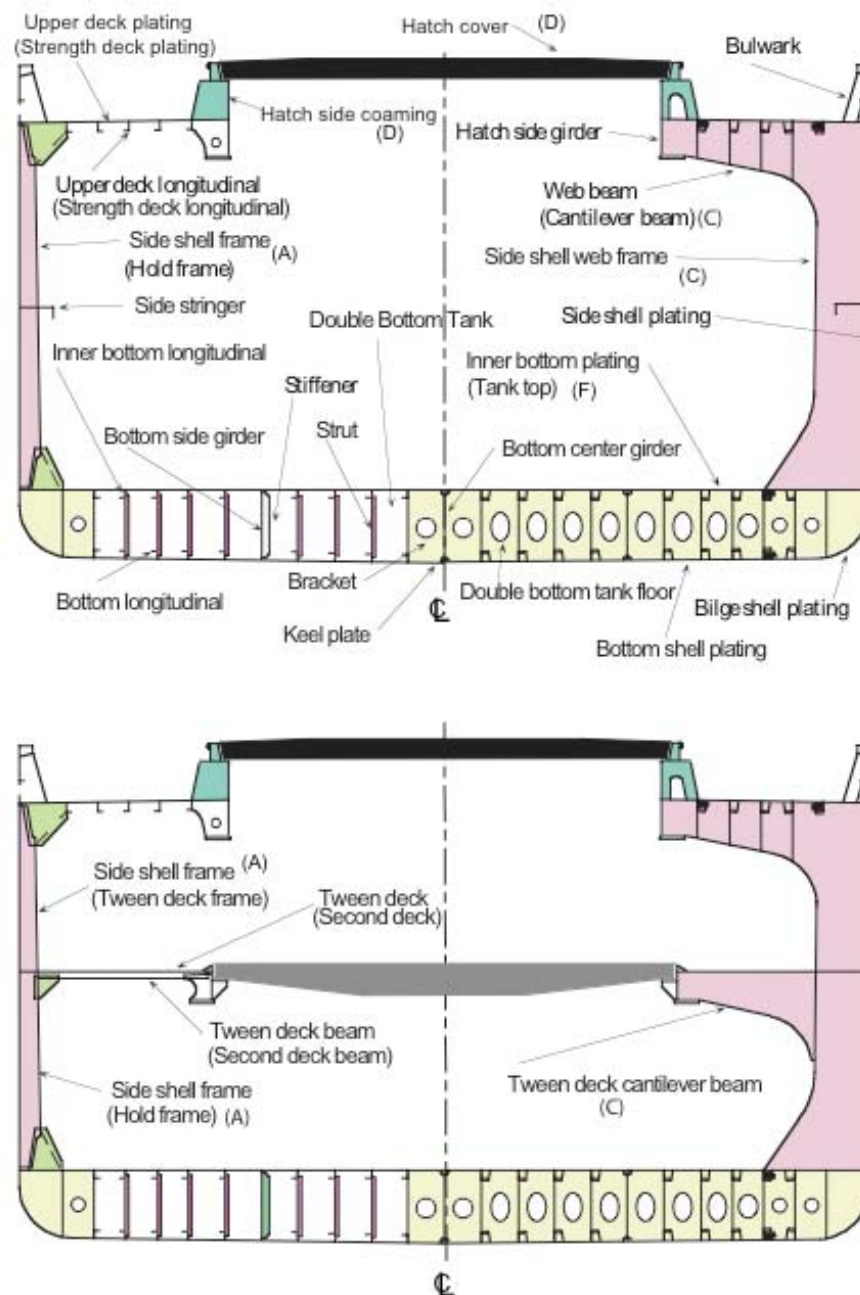 Upper deck plating
(Strength deck plating)
Hatch cover (D)
Bulwark
Hatch side coaming
(D)
Hatch side girder
Upper deck longitudinal
(Strength deck longitudinal)
Web beam
(Cantilever beam) (C)
Side shell frame (A)
(Hold frame)
Side shell web frame
(C)
Side stringer
Double Bottom Tank
Side shell plating
Inner bottom longitudinal
Inner bottom plating
(Tank top) (F)
Stiffener
Bottom side girder
Strut
Bottom center girder
Bracket
Double bottom tank floor
Bottom longitudinal
Bilge shell plating
Keel plate
CL
Bottom shell plating
Side shell frame (A)
(Tween deck frame)
Tween deck
(Second deck)
Tween deck beam
(Second deck beam)
Side shell frame
(Hold frame) (A)
Tween deck cantilever beam
(C)
CL